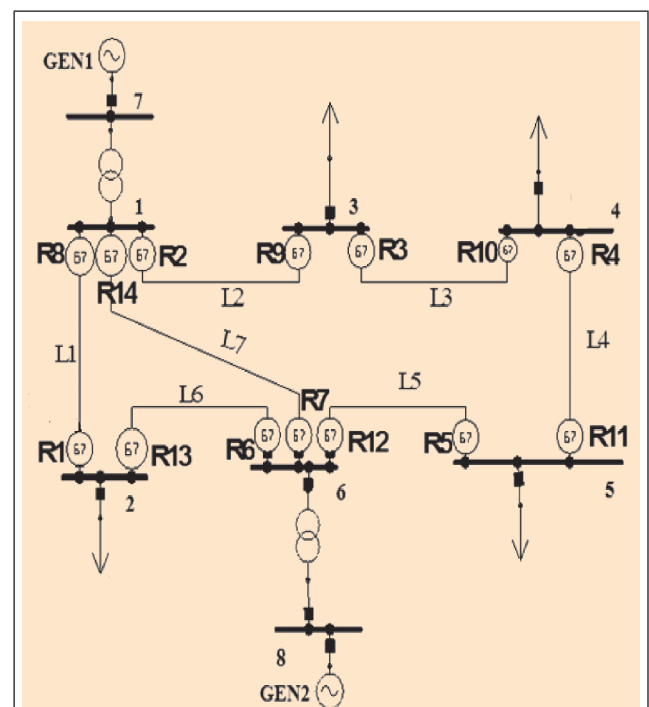 GEN1
7
1
3
4
R8 67 67 67 R2
R14
R9 67 67 R3
R10 67 67 R4
L2
L3
L1
L7
L4
L6
R7
L5
R1 67 67 R13
R6 67 67 67 R12
R5 67 67 R11
2
6
5
8
GEN2